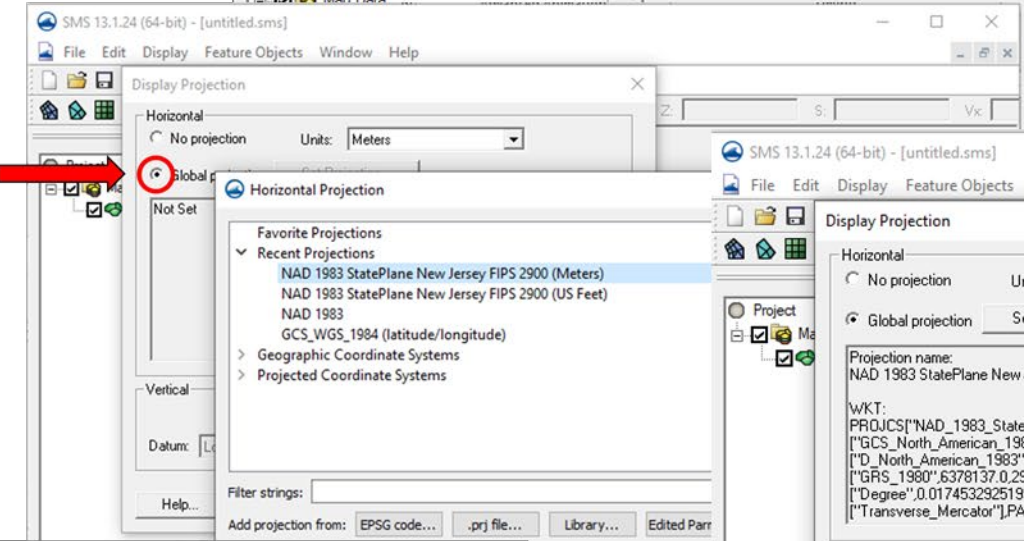 SMS 13.1.24 (64-bit) - [untitled.sms]
File Edit Display Feature Objects Window Help
Display Projection
Z:
S:
Vx:
Horizontal
No projection Units: Meters
Global
Not Set
Vertical
Datum:
Help...
Horizontal Projection
Favorite Projections
Recent Projections
NAD 1983 StatePlane New Jersey FIPS 2900 (Meters)
NAD 1983 StatePlane New Jersey FIPS 2900 (US Feet)
NAD 1983
GCS_WGS_1984 (latitude/longitude)
Geographic Coordinate Systems
Projected Coordinate Systems
Filter strings:
Add projection from: EPSG code... .prj file... Library... Edited
SMS 13.1.24 (64-bit) - [untitled.sms]
File Edit Display Feature Objects
Display Projection
Horizontal
No projection
Global projection
Project
Projection name:
NAD 1983 StatePlane New
WKT:
PROJCS["NAD_1983_State
["GCS_North_American_198
["D_North_American_1983"
["GRS_1980",6378137.0,29
["Degree",0.017453292519
["Transverse_Mercator"],PA